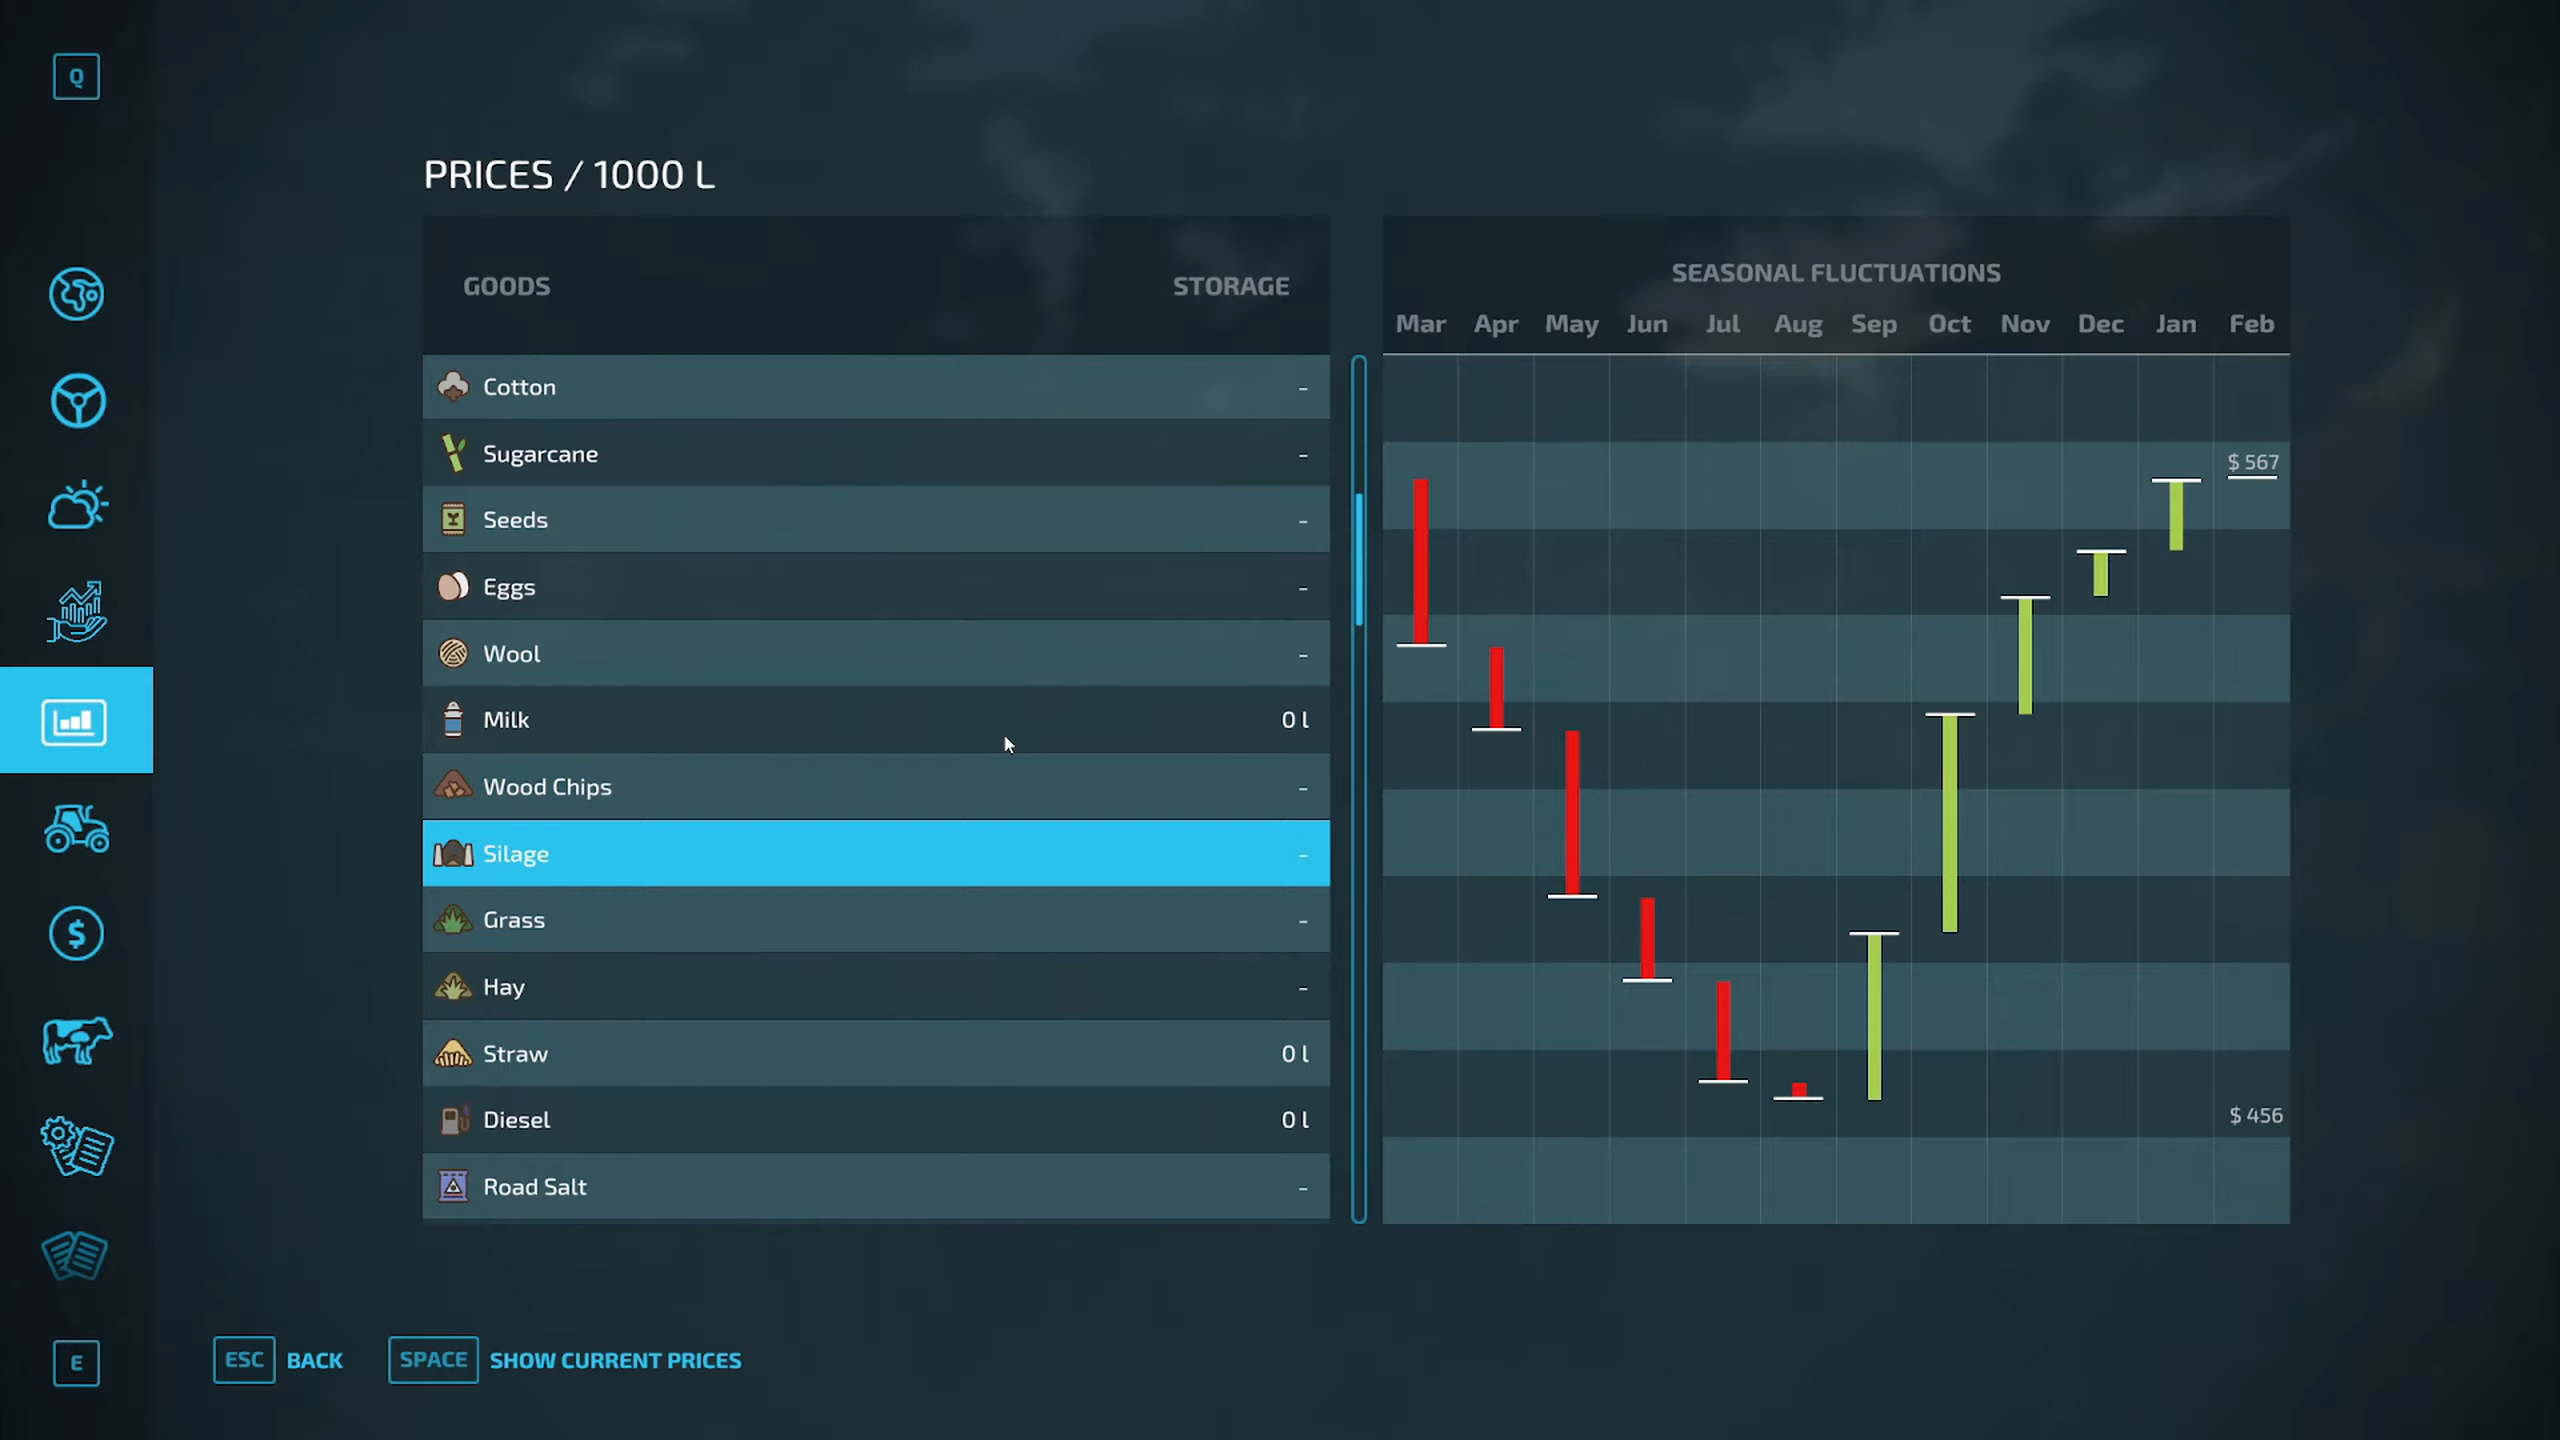 Q
PRICES / 1000 L
GOODS STORAGE
SEASONAL FLUCTUATIONS
Mar Apr May Jun Jul Aug Sep Oct Nov Dec Jan Feb
Cotton -
Sugarcane -
Seeds -
Eggs -
Wool -
Milk 0 l
Wood Chips -
Silage -
Grass -
Hay -
Straw 0 l
Diesel 0 l
Road Salt -
$ 567
$ 456
$
E
ESC BACK SPACE SHOW CURRENT PRICES